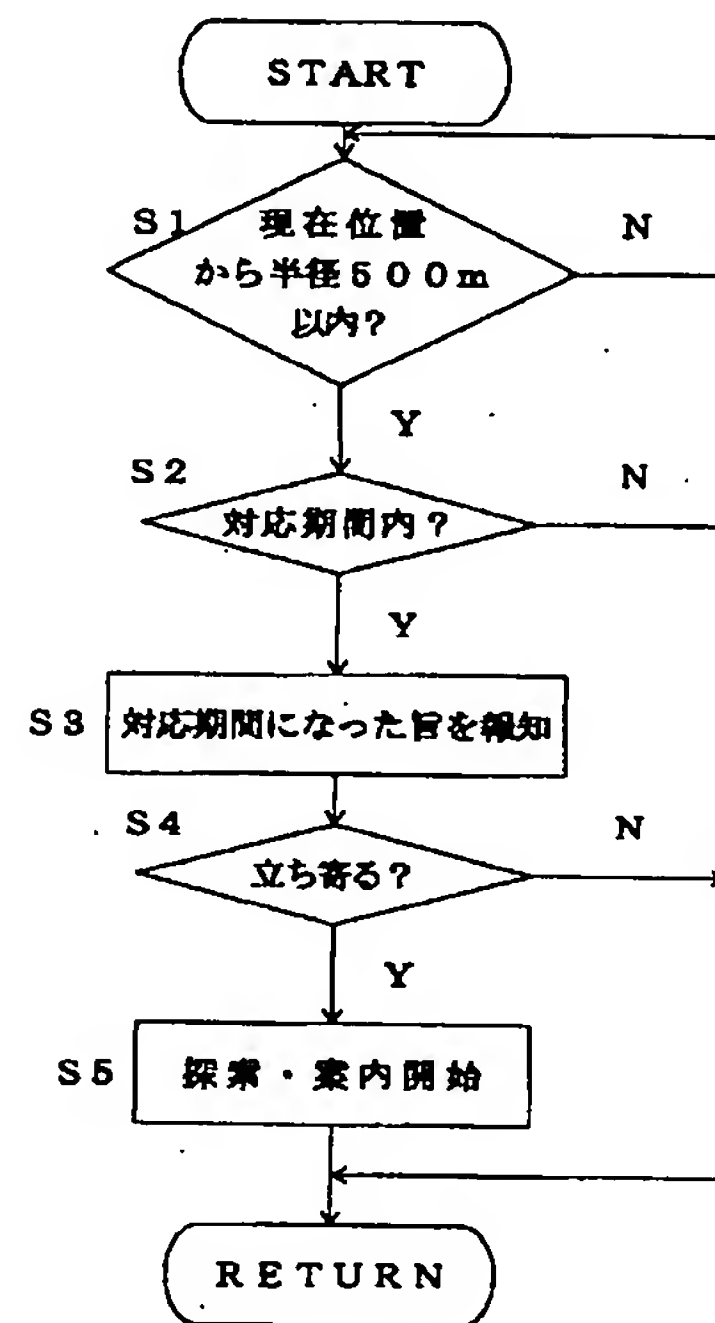 START
S1
現在位置
から半径500m
以内?
N
Y
S2
対応期間内?
N
Y
S3
対応期間になった旨を報知
S4
立ち寄る?
N
Y
S5
探索・案内開始
RETURN